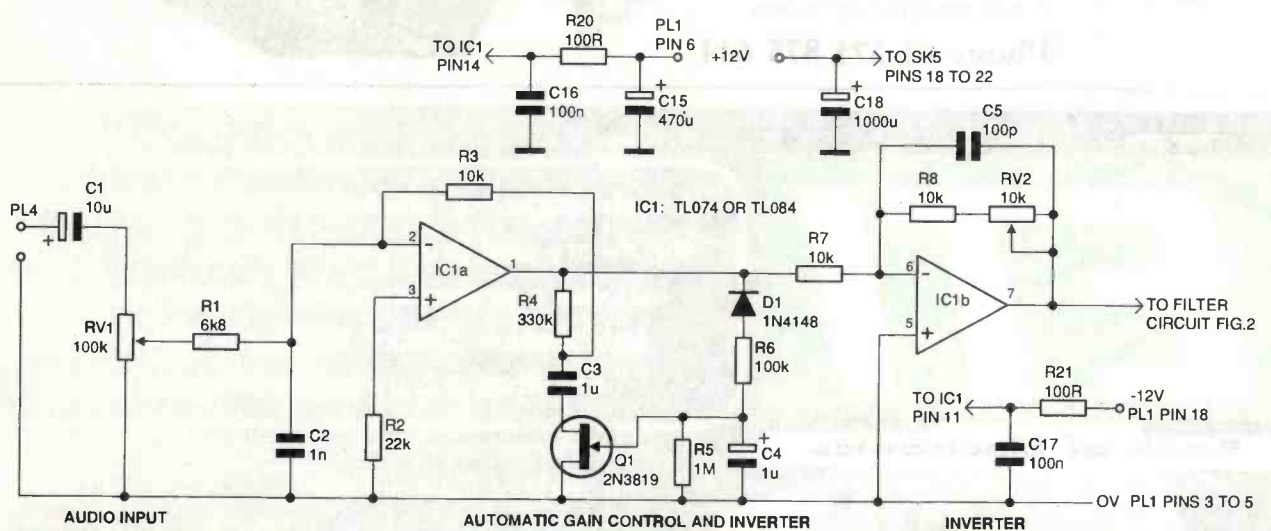 R20
100R
PL1
PIN 6
+12V
TO IC1
PIN14
TO SK5
PINS 18 TO 22
C16
100n
+
C15
470u
+
C18
1000u
C5
100p
R3
10k
IC1: TL074 OR TL084
R8
10k
RV2
10k
C1
10u
PL4
+
R1
6k8
RV1
100k
2
-
3
+
IC1a
1
R7
10k
6
-
5
+
IC1b
7
TO FILTER
CIRCUIT FIG.2
R4
330k
D1
1N4148
R6
100k
C3
1u
C2
1n
R2
22k
Q1
2N3819
R5
1M
+
C4
1u
TO IC1
PIN 11
R21
100R
-12V
PL1 PIN 18
C17
100n
0V PL1 PINS 3 TO 5
AUDIO INPUT
AUTOMATIC GAIN CONTROL AND INVERTER
INVERTER